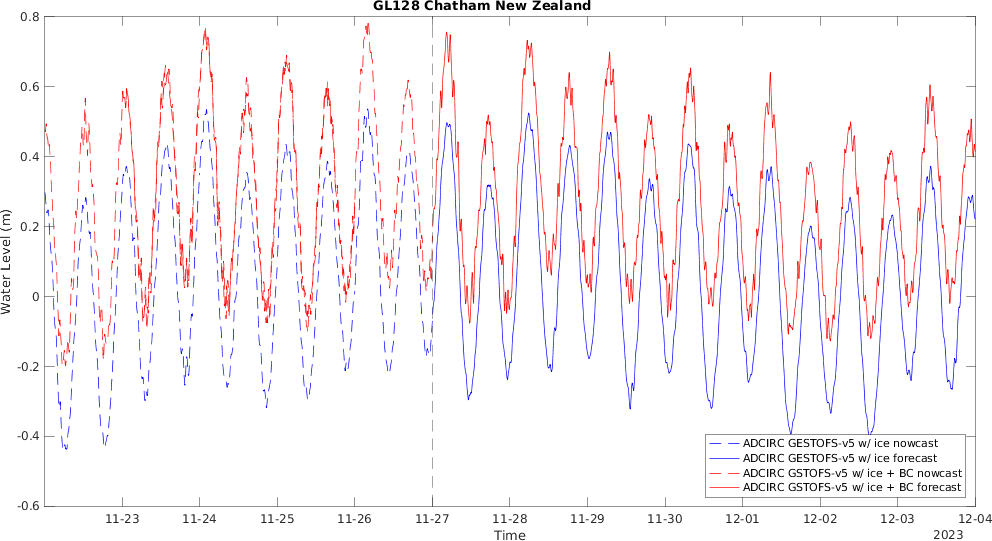 GL128 Chatham New Zealand
0.8
0.6
0.4
0.2
0
-0.2
-0.4
-0.6
Water Level (m)
ADCIRC GESTOFS-v5 w/ ice nowcast
ADCIRC GESTOFS-v5 w/ ice forecast
ADCIRC GSTOFS-v5 w/ ice + BC nowcast
ADCIRC GSTOFS-v5 w/ ice + BC forecast
11-23 11-24 11-25 11-26 11-27 11-28 11-29 11-30 12-01 12-02 12-03 12-04
Time
2023